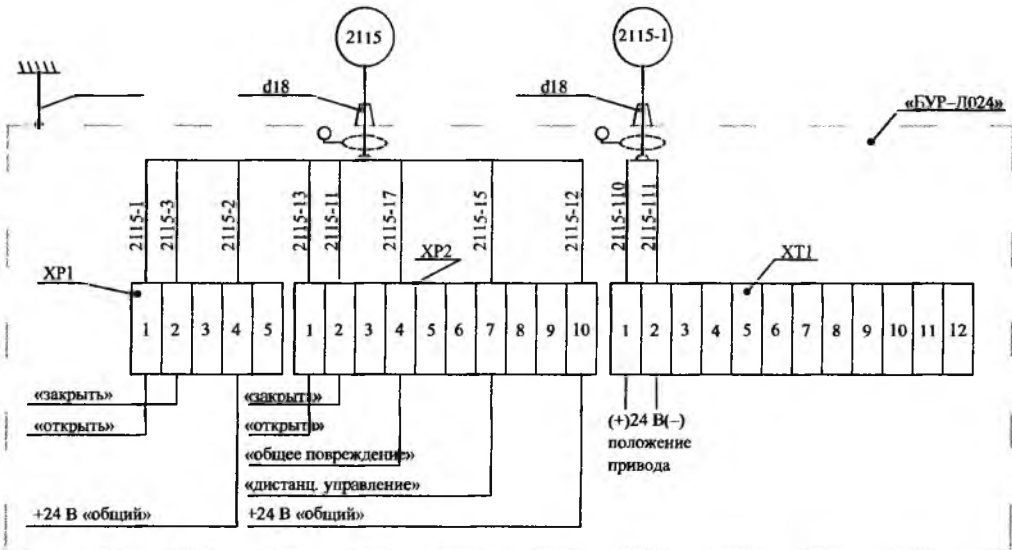 2115
2115-1
d18
d18
«БУР–Л024»
2115-1
2115-3
2115-2
2115-13
2115-11
2115-17
2115-15
2115-12
2115-110
2115-111
XP1
XP2
XT1
1 2 3 4 5
1 2 3 4 5 6 7 8 9 10
1 2 3 4 5 6 7 8 9 10 11 12
«закрыть»
«открыть»
+24 В «общий»
«закрыта»
«открыта»
«общее повреждение»
«дистанц. управление»
+24 В «общий»
(+)24 В(–)
положение
привода